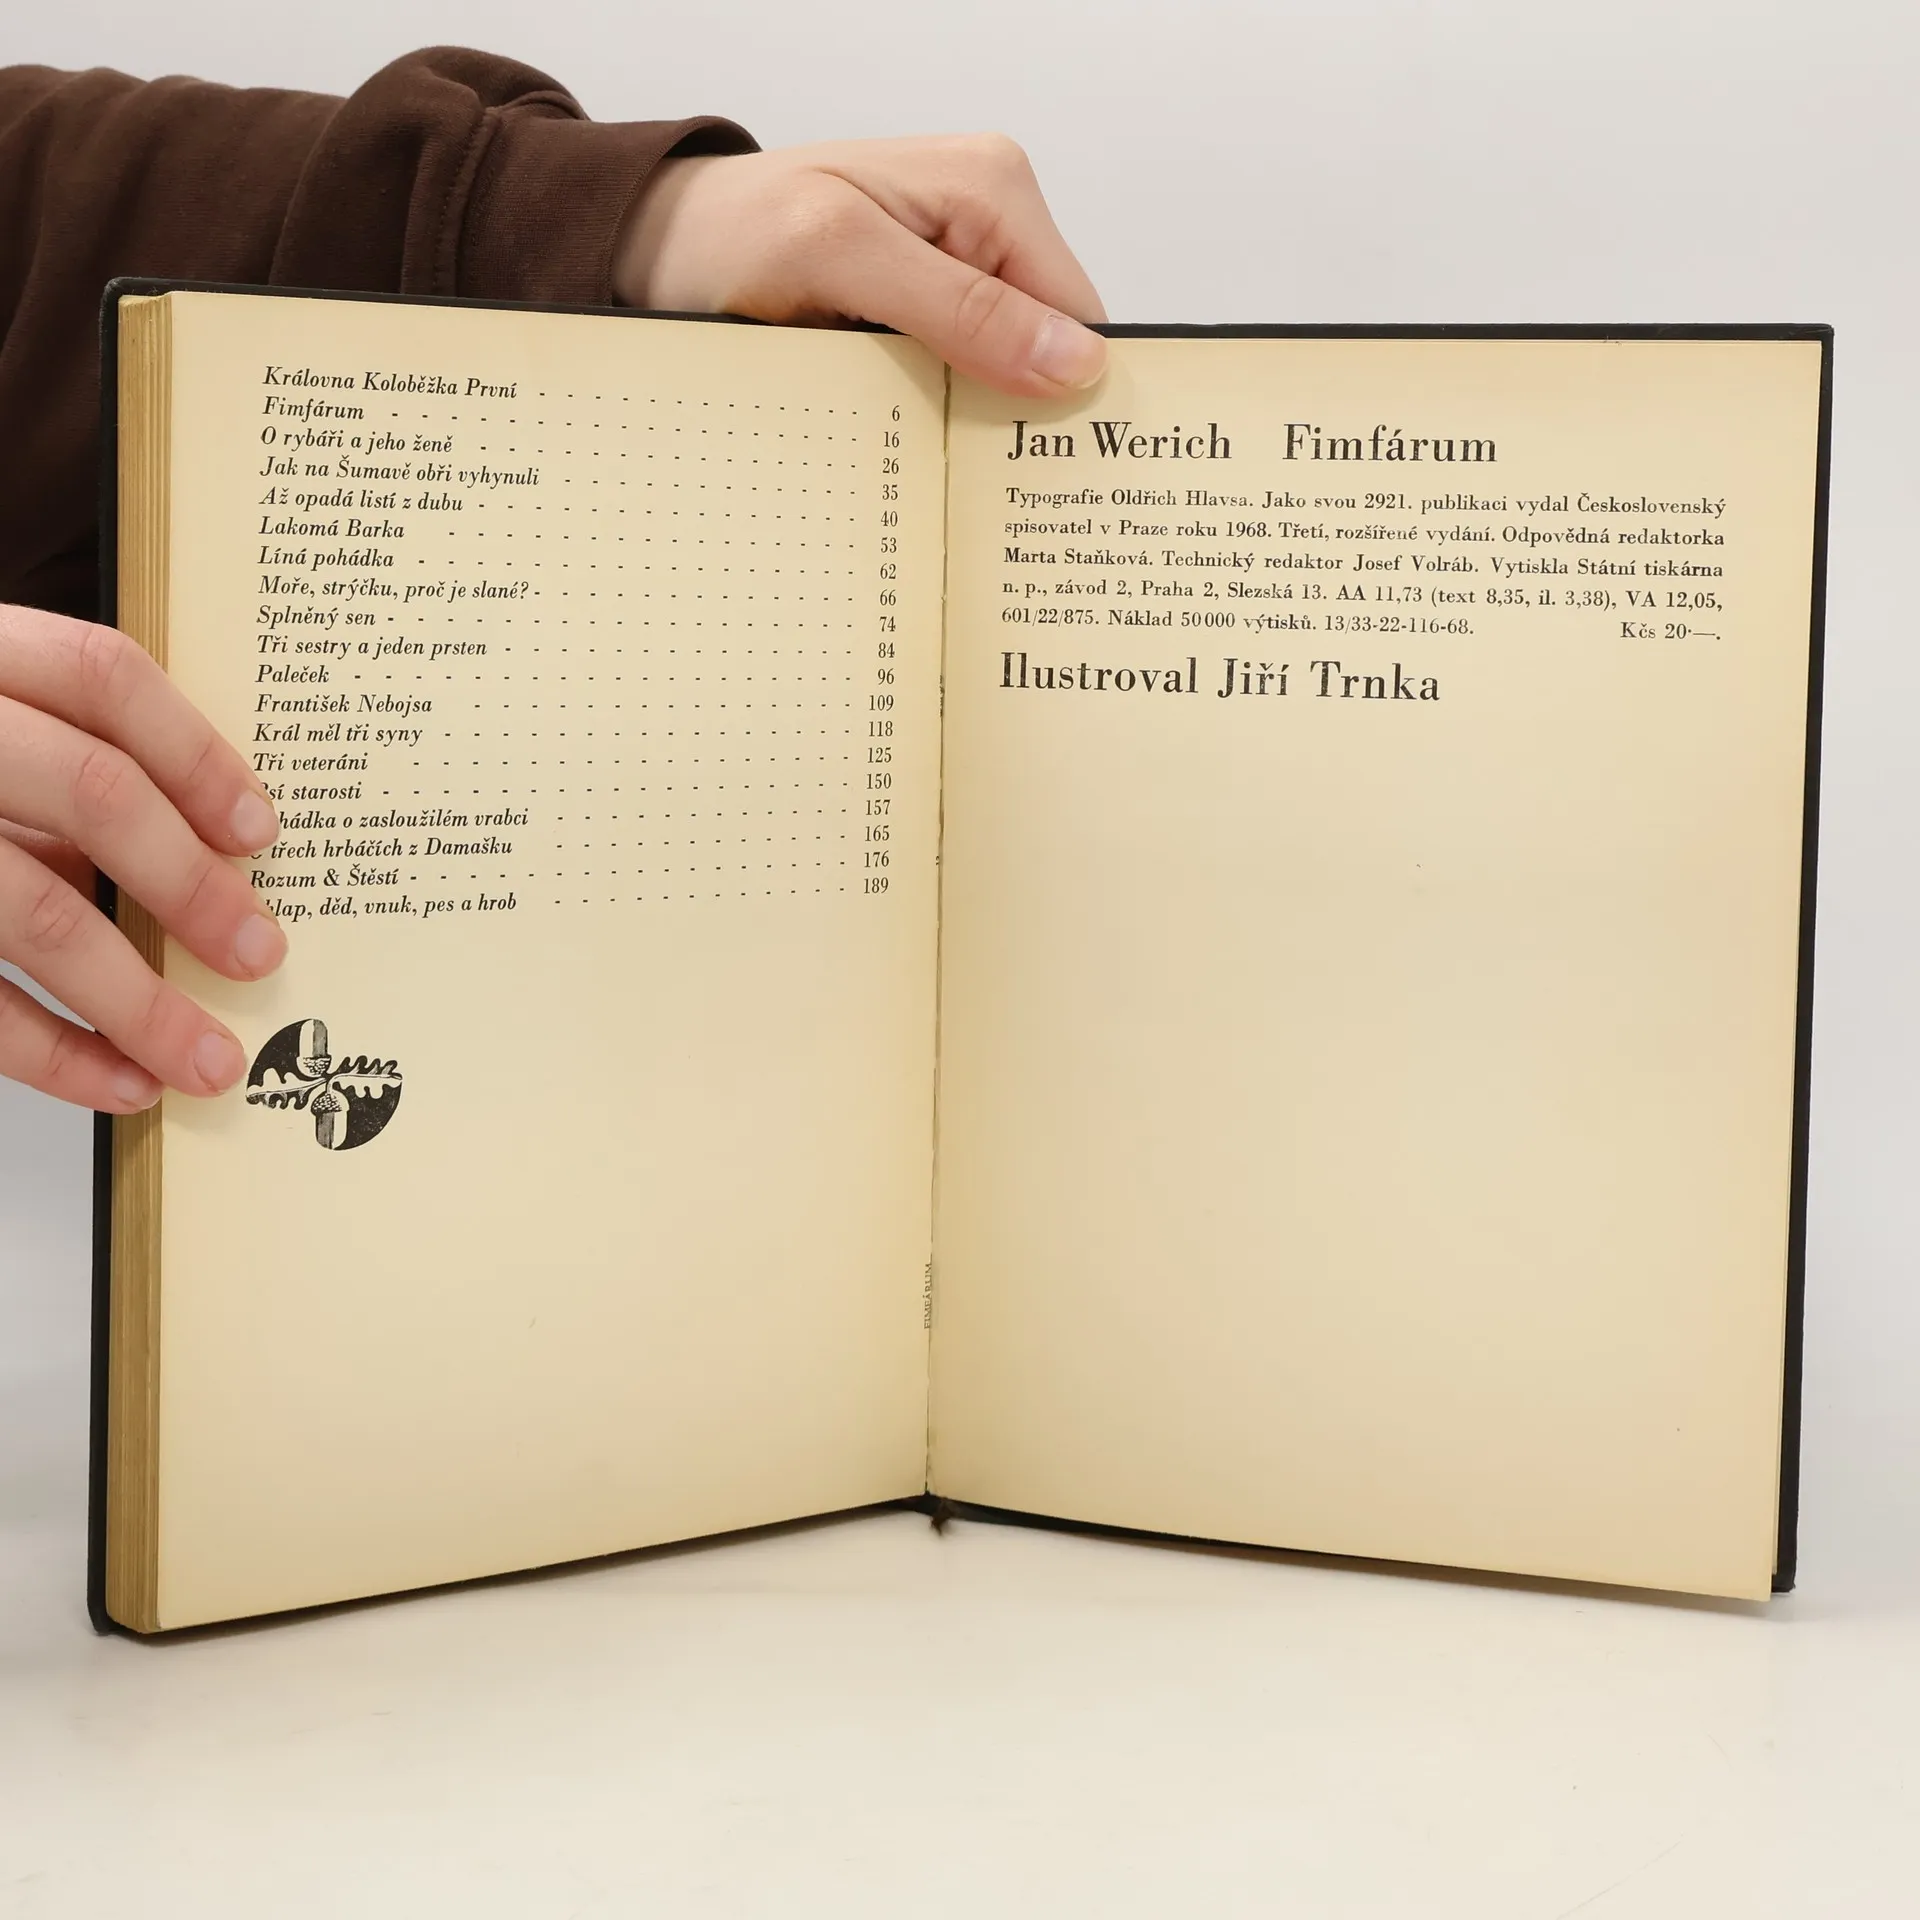 Královna Koloběžka První - - - - - - - - - - - - 6
Fimfárum - - - - - - - - - - - - - - - - - 16
O rybáři a jeho ženě - - - - - - - - - - - - - - 26
Jak na Šumavě obři vyhynuli - - - - - - - - - - - 35
Až opadá listí z dubu - - - - - - - - - - - - - - 40
Lakomá Barka - - - - - - - - - - - - - - - 53
Líná pohádka - - - - - - - - - - - - - - - - 62
Moře, strýčku, proč je slané? - - - - - - - - - - - - 66
Splněný sen - - - - - - - - - - - - - - - - - 74
Tři sestry a jeden prsten - - - - - - - - - - - - - 84
Paleček - - - - - - - - - - - - - - - - - - 96
František Nebojsa - - - - - - - - - - - - - - 109
Král měl tři syny - - - - - - - - - - - - - - - 118
Tři veteráni - - - - - - - - - - - - - - - - 125
starosti - - - - - - - - - - - - - - - - - 150
o zasloužilém vrabci - - - - - - - - - - - 157
třech hrbáčích z Damašku - - - - - - - - - - - 165
Rozum & Štěstí - - - - - - - - - - - - - - - - 176
děd, vnuk, pes a hrob - - - - - - - - - - - 189
FIMFÁRUM
Jan Werich Fimfárum
Typografie Oldřich Hlavsa. Jako svou 2921. publikaci vydal Československý
spisovatel v Praze roku 1968. Třetí, rozšířené vydání. Odpovědná redaktorka
Marta Staňková. Technický redaktor Josef Volráb. Vytiskla Státní tiskárna
n. p., závod 2, Praha 2, Slezská 13. AA 11,73 (text 8,35, il. 3,38), VA 12,05,
601/22/875. Náklad 50000 výtisků. 13/33-22-116-68. Kčs 20·—.
Ilustroval Jiří Trnka